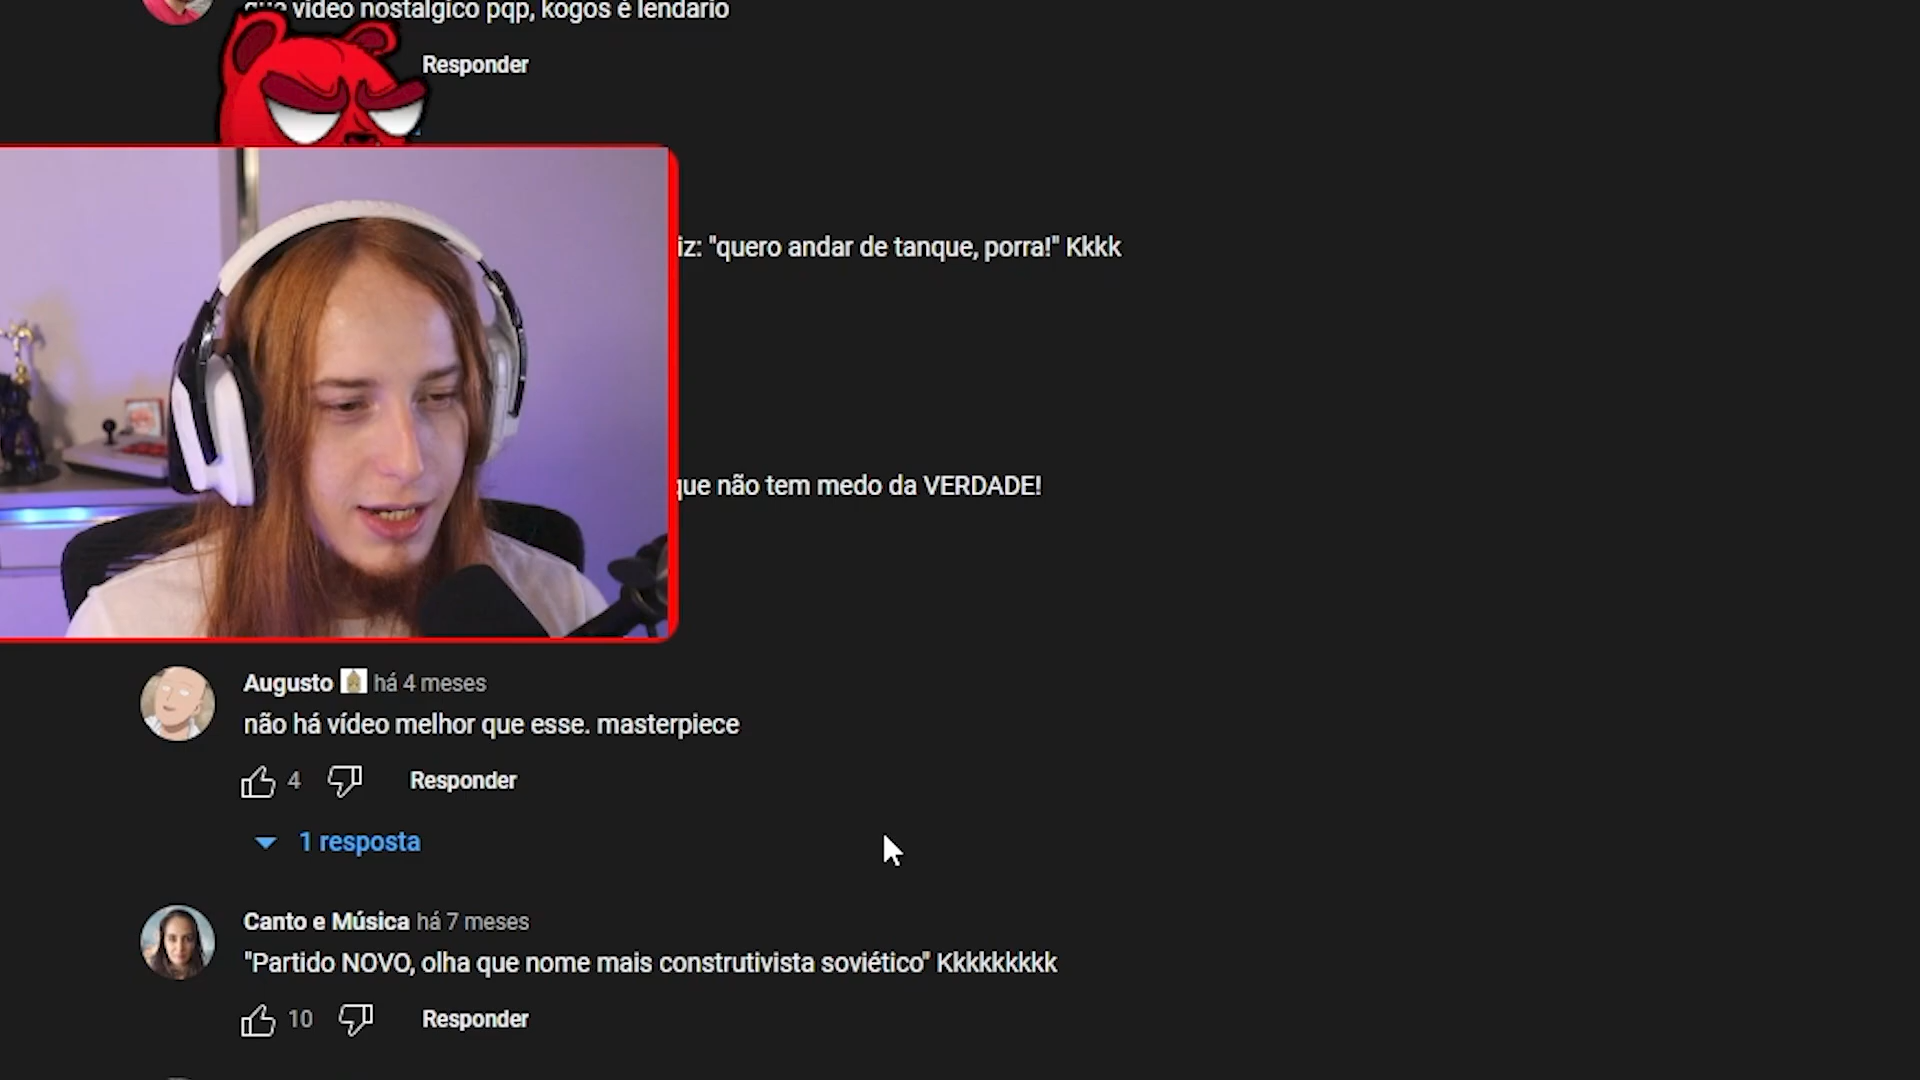 que vídeo nostálgico pqp, kogos é lendário
Responder
iz: "quero andar de tanque, porra!" Kkkk
que não tem medo da VERDADE!
Augusto há 4 meses
não há vídeo melhor que esse. masterpiece
4 Responder
1 resposta
Canto e Música há 7 meses
"Partido NOVO, olha que nome mais construtivista soviético" Kkkkkkkkk
10 Responder